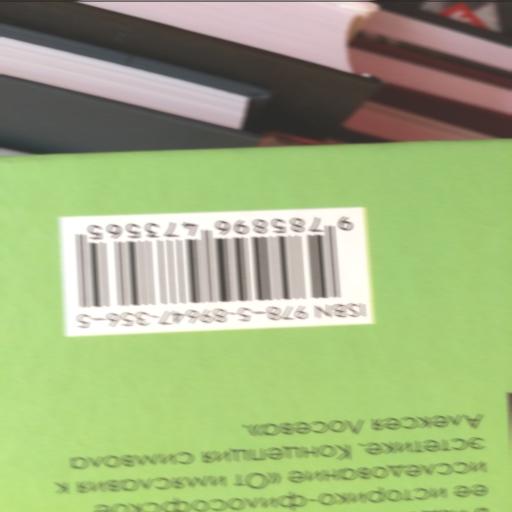 ее историко-философское
исследование «От имяславия к
эстетике. Концепция символа
Алексея Лосева».
ISBN 978-5-89647-356-5
9 785896 473565